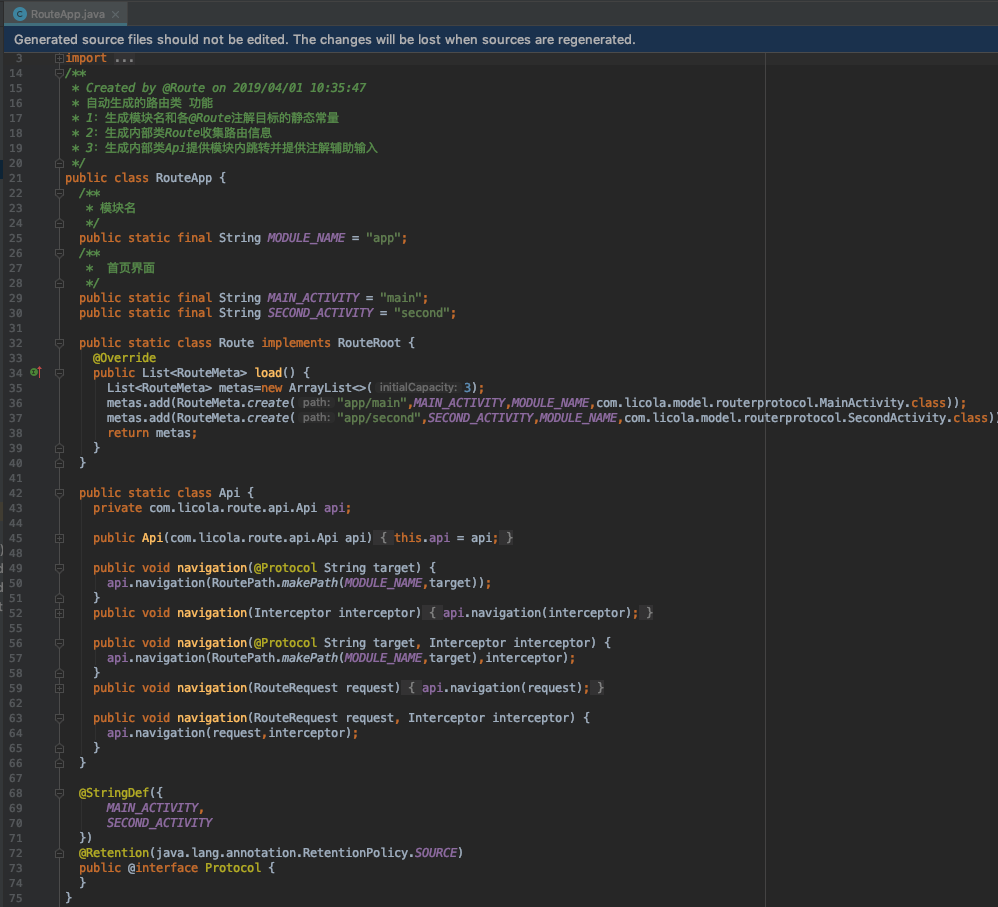 RouteApp.java
Generated source files should not be edited. The changes will be lost when sources are regenerated.
3 import ...
14 /**
15 * Created by @Route on 2019/04/01 10:35:47
16 * 自动生成的路由类 功能
17 * 1：生成模块名和各@Route注解目标的静态常量
18 * 2：生成内部类Route收集路由信息
19 * 3：生成内部类Api提供模块内跳转并提供注解辅助输入
20 */
21 public class RouteApp {
22 /**
23 * 模块名
24 */
25 public static final String MODULE_NAME = "app";
26 /**
27 * 首页界面
28 */
29 public static final String MAIN_ACTIVITY = "main";
30 public static final String SECOND_ACTIVITY = "second";
31
32 public static class Route implements RouteRoot {
33 @Override
34 public List<RouteMeta> load() {
35 List<RouteMeta> metas=new ArrayList<>( initialCapacity: 3);
36 metas.add(RouteMeta.create( path: "app/main",MAIN_ACTIVITY,MODULE_NAME,com.licola.model.routerprotocol.MainActivity.class));
37 metas.add(RouteMeta.create( path: "app/second",SECOND_ACTIVITY,MODULE_NAME,com.licola.model.routerprotocol.SecondActivity.class))
38 return metas;
39 }
40 }
41
42 public static class Api {
43 private com.licola.route.api.Api api;
44
45 public Api(com.licola.route.api.Api api) { this.api = api; }
48
49 public void navigation(@Protocol String target) {
50 api.navigation(RoutePath.makePath(MODULE_NAME,target));
51 }
52 public void navigation(Interceptor interceptor) { api.navigation(interceptor); }
55
56 public void navigation(@Protocol String target, Interceptor interceptor) {
57 api.navigation(RoutePath.makePath(MODULE_NAME,target),interceptor);
58 }
59 public void navigation(RouteRequest request) { api.navigation(request); }
62
63 public void navigation(RouteRequest request, Interceptor interceptor) {
64 api.navigation(request,interceptor);
65 }
66 }
67
68 @StringDef({
69 MAIN_ACTIVITY,
70 SECOND_ACTIVITY
71 })
72 @Retention(java.lang.annotation.RetentionPolicy.SOURCE)
73 public @interface Protocol {
74 }
75 }